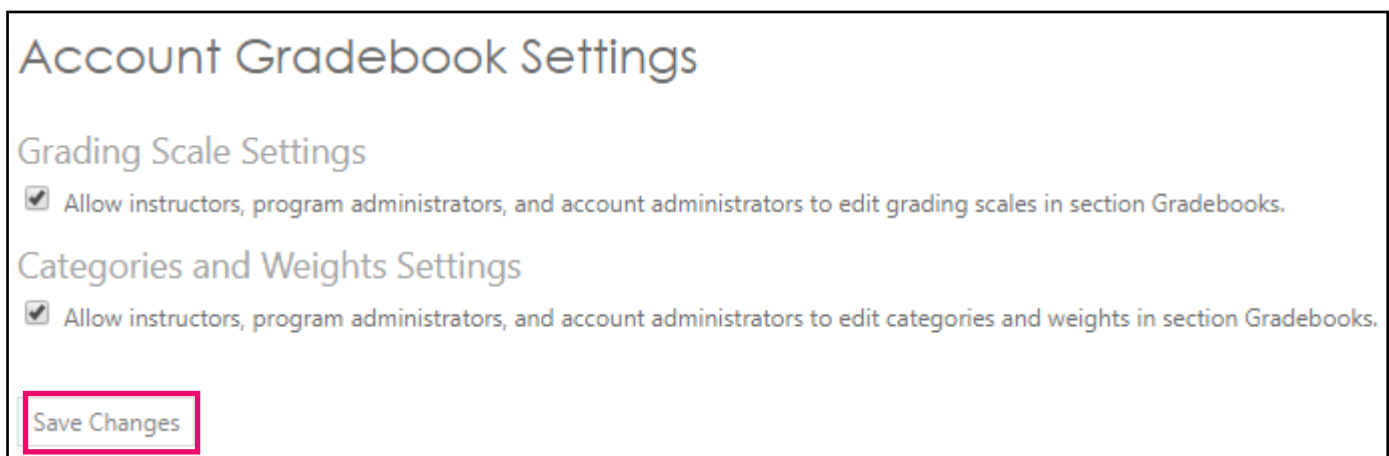 Account Gradebook Settings
Grading Scale Settings
Allow instructors, program administrators, and account administrators to edit grading scales in section Gradebooks.
Categories and Weights Settings
Allow instructors, program administrators, and account administrators to edit categories and weights in section Gradebooks.
Save Changes